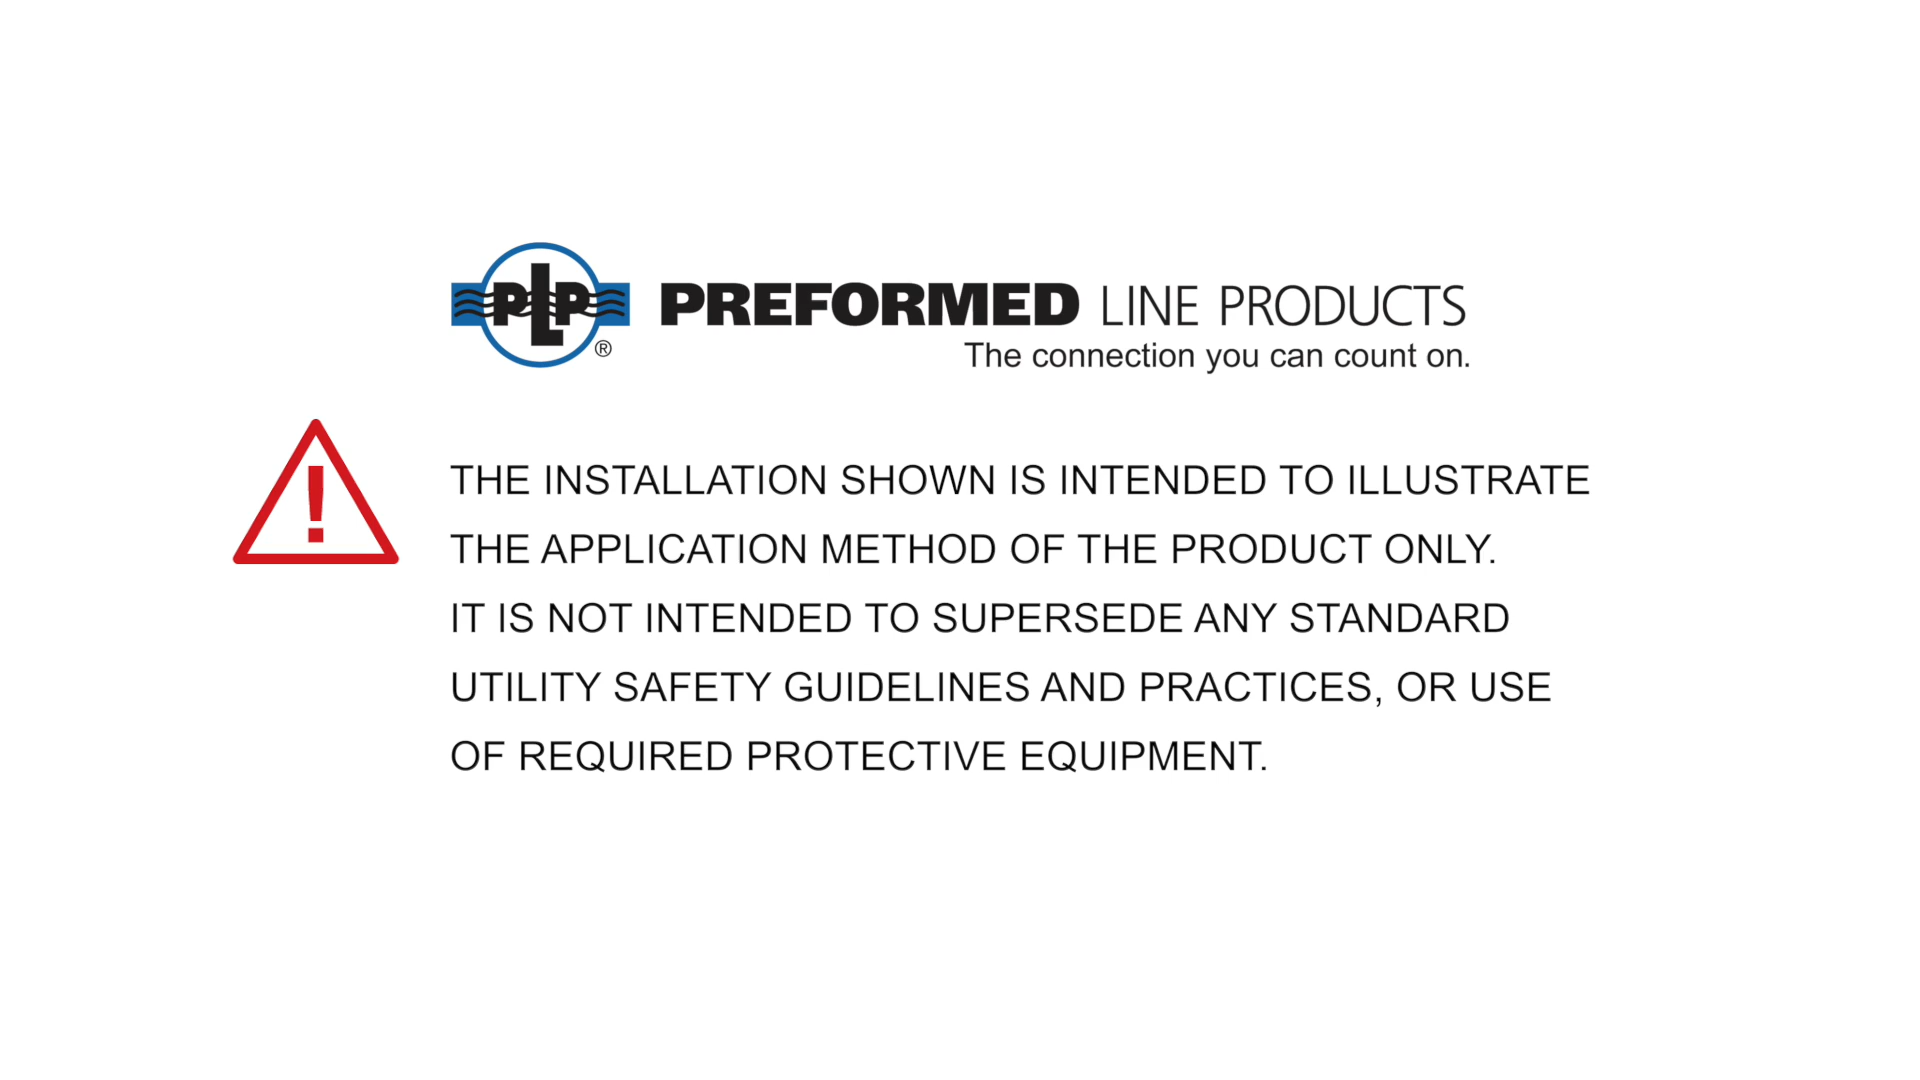 PLP® PREFORMED LINE PRODUCTS
The connection you can count on.
! THE INSTALLATION SHOWN IS INTENDED TO ILLUSTRATE
THE APPLICATION METHOD OF THE PRODUCT ONLY.
IT IS NOT INTENDED TO SUPERSEDE ANY STANDARD
UTILITY SAFETY GUIDELINES AND PRACTICES, OR USE
OF REQUIRED PROTECTIVE EQUIPMENT.